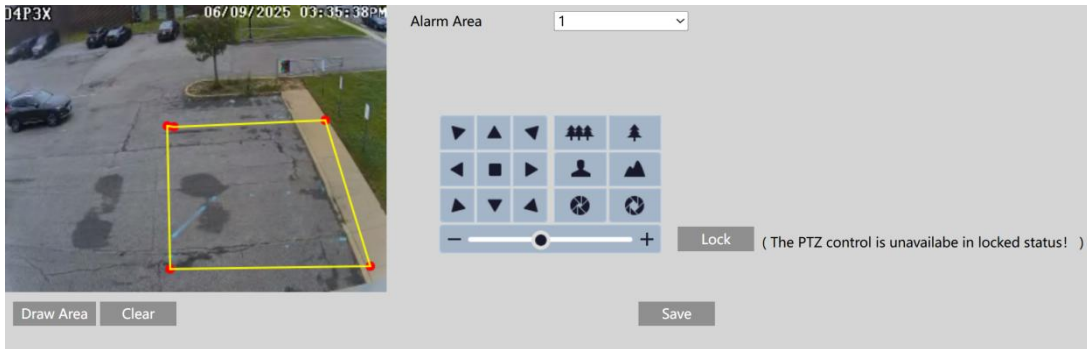 04P3X 06/09/2025 03:35:38PM
Alarm Area 1
Lock ( The PTZ control is unavailabe in locked status! )
Draw Area Clear Save